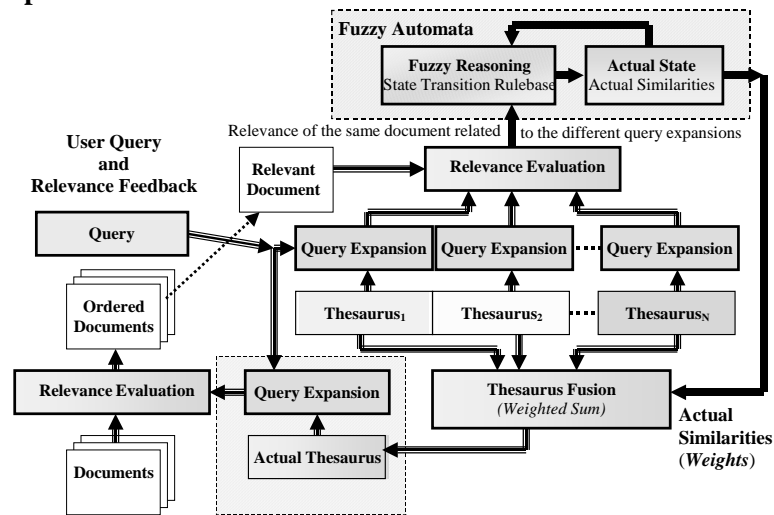 Fuzzy Automata
Fuzzy Reasoning
State Transition Rulebase
Actual State
Actual Similarities
Relevance of the same document related
to the different query expansions
User Query
and
Relevance Feedback
Relevant
Document
Relevance Evaluation
Query
Query Expansion
Query Expansion
Query Expansion
Ordered
Documents
Thesaurus1
Thesaurus2
ThesaurusN
Relevance Evaluation
Query Expansion
Thesaurus Fusion
(Weighted Sum)
Actual
Similarities
(Weights)
Actual Thesaurus
Documents